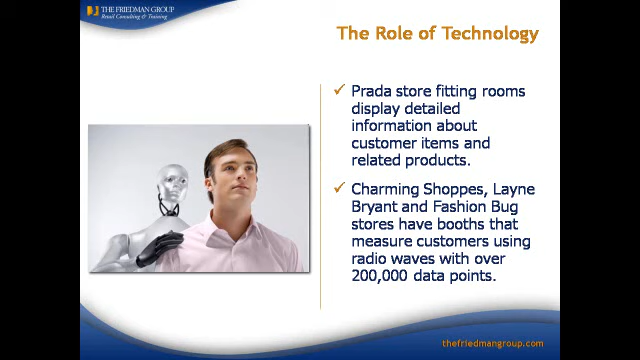 THE FRIEDMAN GROUP
Retail Consulting & Training
The Role of Technology
✓ Prada store fitting rooms
display detailed
information about
customer items and
related products.
✓ Charming Shoppes, Layne
Bryant and Fashion Bug
stores have booths that
measure customers using
radio waves with over
200,000 data points.
thefriedmangroup.com